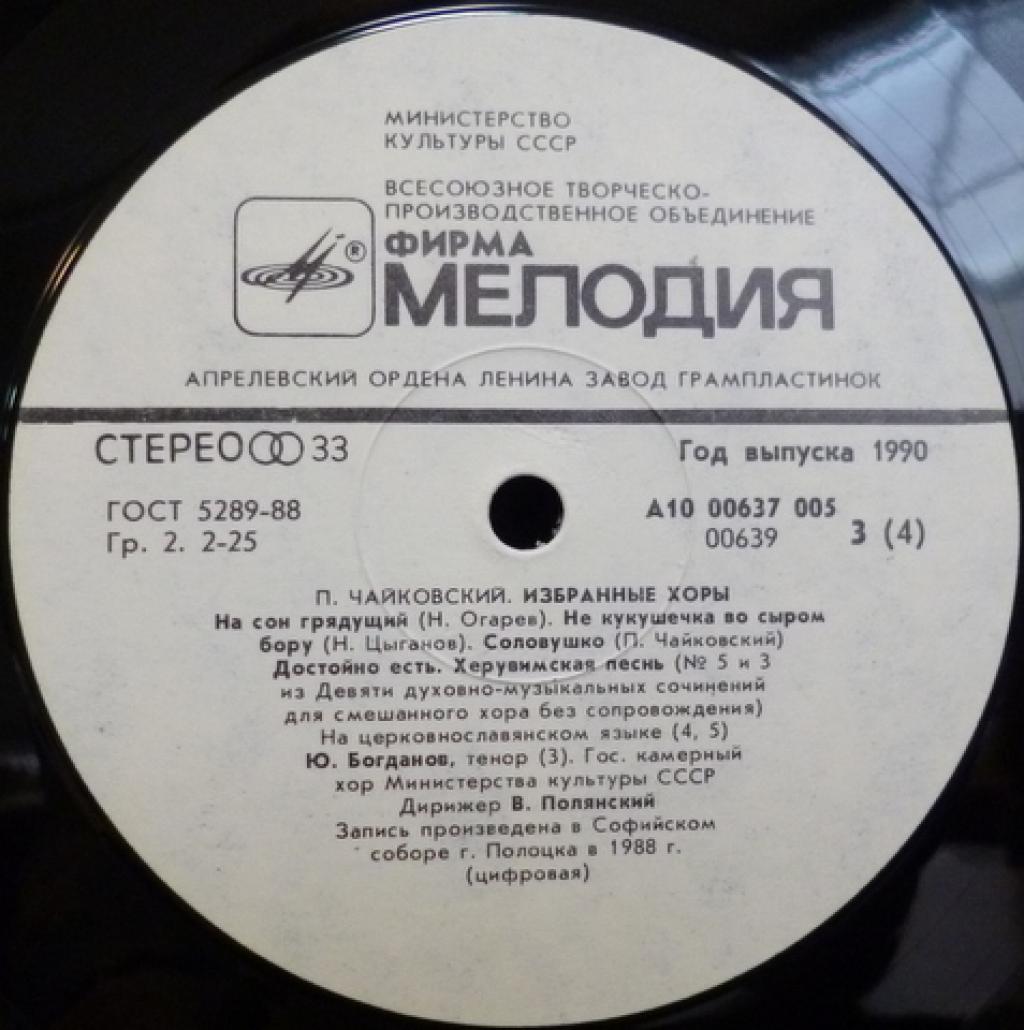 МИНИСТЕРСТВО
КУЛЬТУРЫ СССР
ВСЕСОЮЗНОЕ ТВОРЧЕСКО-
ПРОИЗВОДСТВЕННОЕ ОБЪЕДИНЕНИЕ
ФИРМА
®
МЕЛОДИЯ
АПРЕЛЕВСКИЙ ОРДЕНА ЛЕНИНА ЗАВОД ГРАМПЛАСТИНОК
СТЕРЕО 33
Год выпуска 1990
ГОСТ 5289-88
Гр. 2. 2-25
А10 00637 005
00639
3 (4)
П. ЧАЙКОВСКИЙ. ИЗБРАННЫЕ ХОРЫ
На сон грядущий (Н. Огарев). Не кукушечка во сыром
бору (Н. Цыганов). Соловушко (П. Чайковский)
Достойно есть. Херувимская песнь (№ 5 и 3
из Девяти духовно-музыкальных сочинений
для смешанного хора без сопровождения)
На церковнославянском языке (4, 5)
Ю. Богданов, тенор (3). Гос. камерный
хор Министерства культуры СССР
Дирижер В. Полянский
Запись произведена в Софийском
соборе г. Полоцка в 1988 г.
(цифровая)